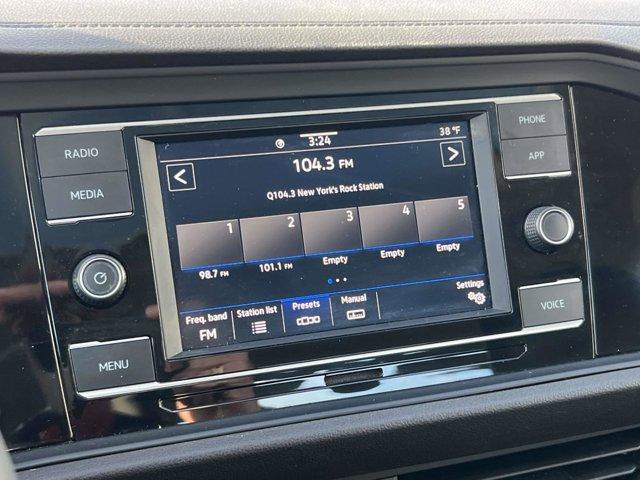 RADIO
MEDIA
MENU
PHONE
APP
VOICE
3:24
38 °F
104.3 FM
Q104.3 New York's Rock Station
1 2 3 4 5
98.7 FM 101.1 FM Empty Empty Empty
Freq. band Station list Presets Manual Settings
FM